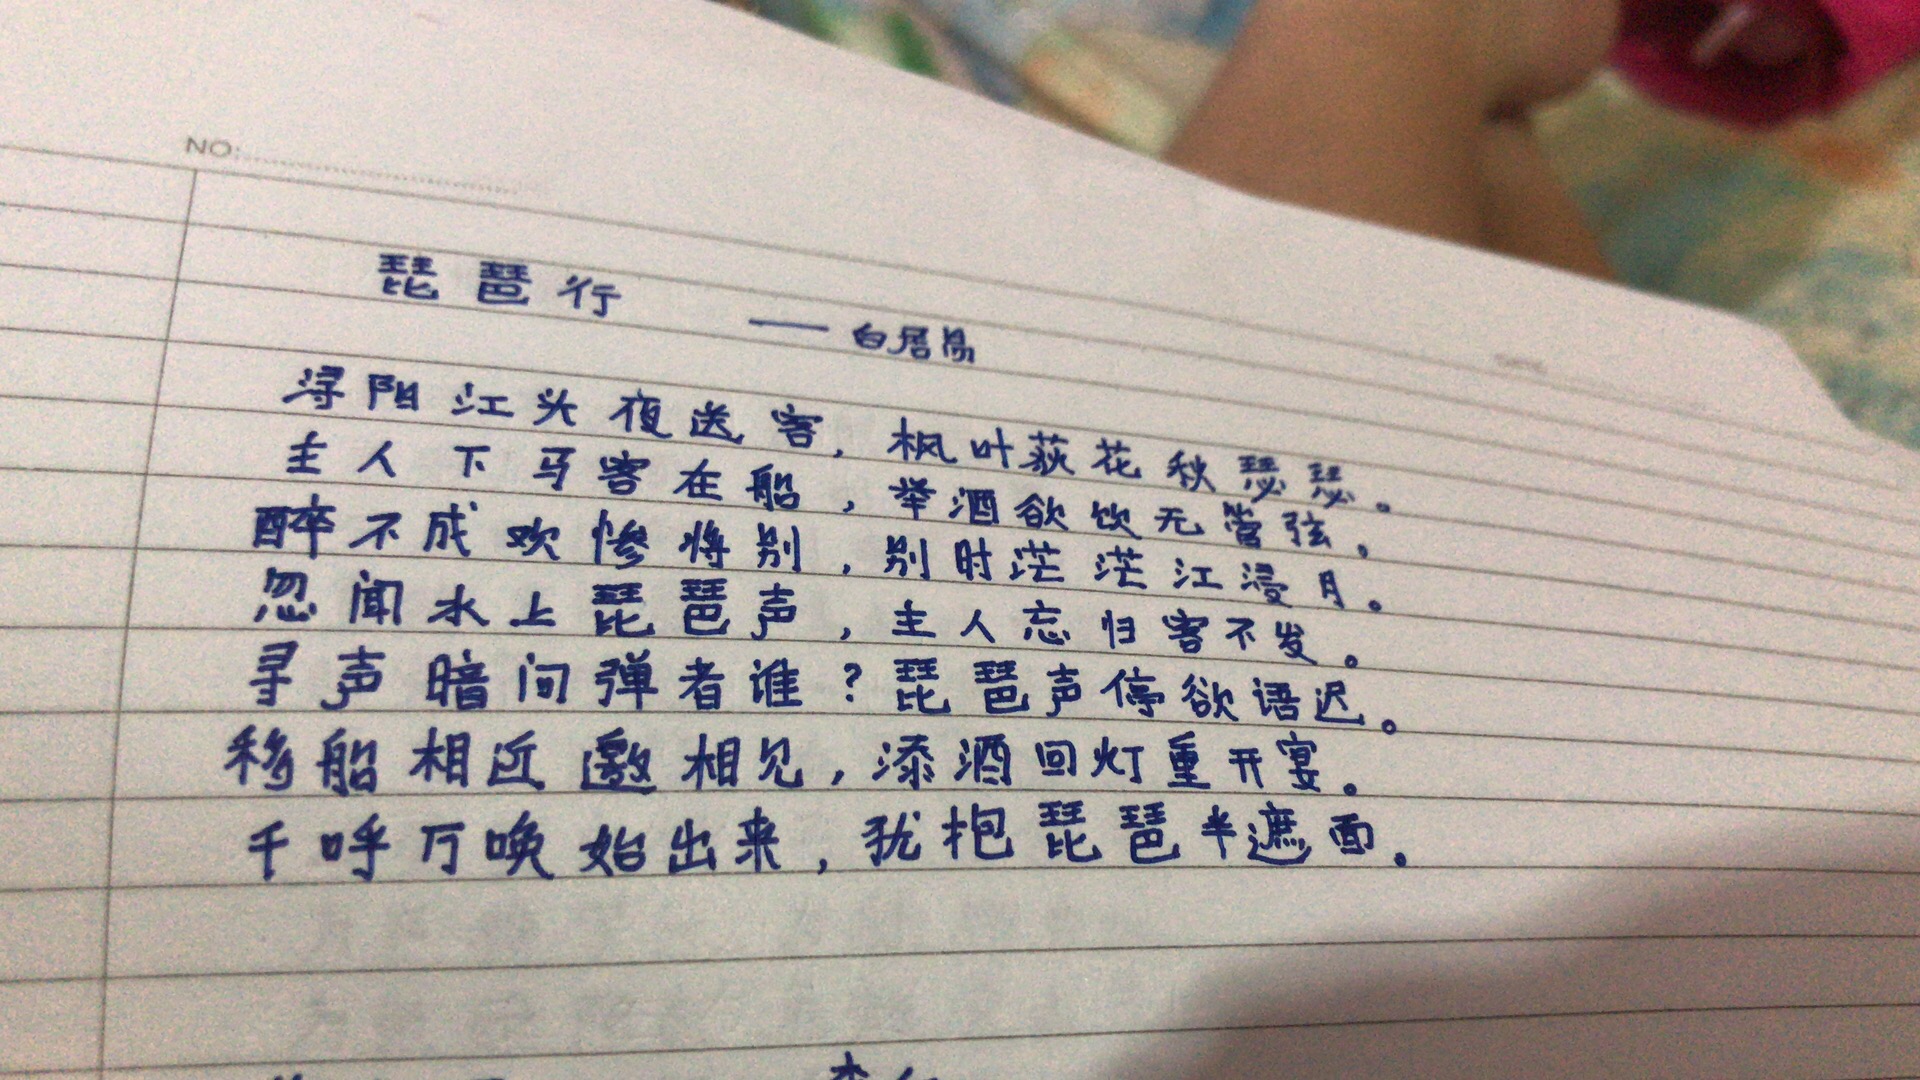 NO:
琵琶行
——白居易
浔阳江头夜送客，枫叶荻花秋瑟瑟。
主人下马客在船，举酒欲饮无管弦。
醉不成欢惨将别，别时茫茫江浸月。
忽闻水上琵琶声，主人忘归客不发。
寻声暗问弹者谁？琵琶声停欲语迟。
移船相近邀相见，添酒回灯重开宴。
千呼万唤始出来，犹抱琵琶半遮面。